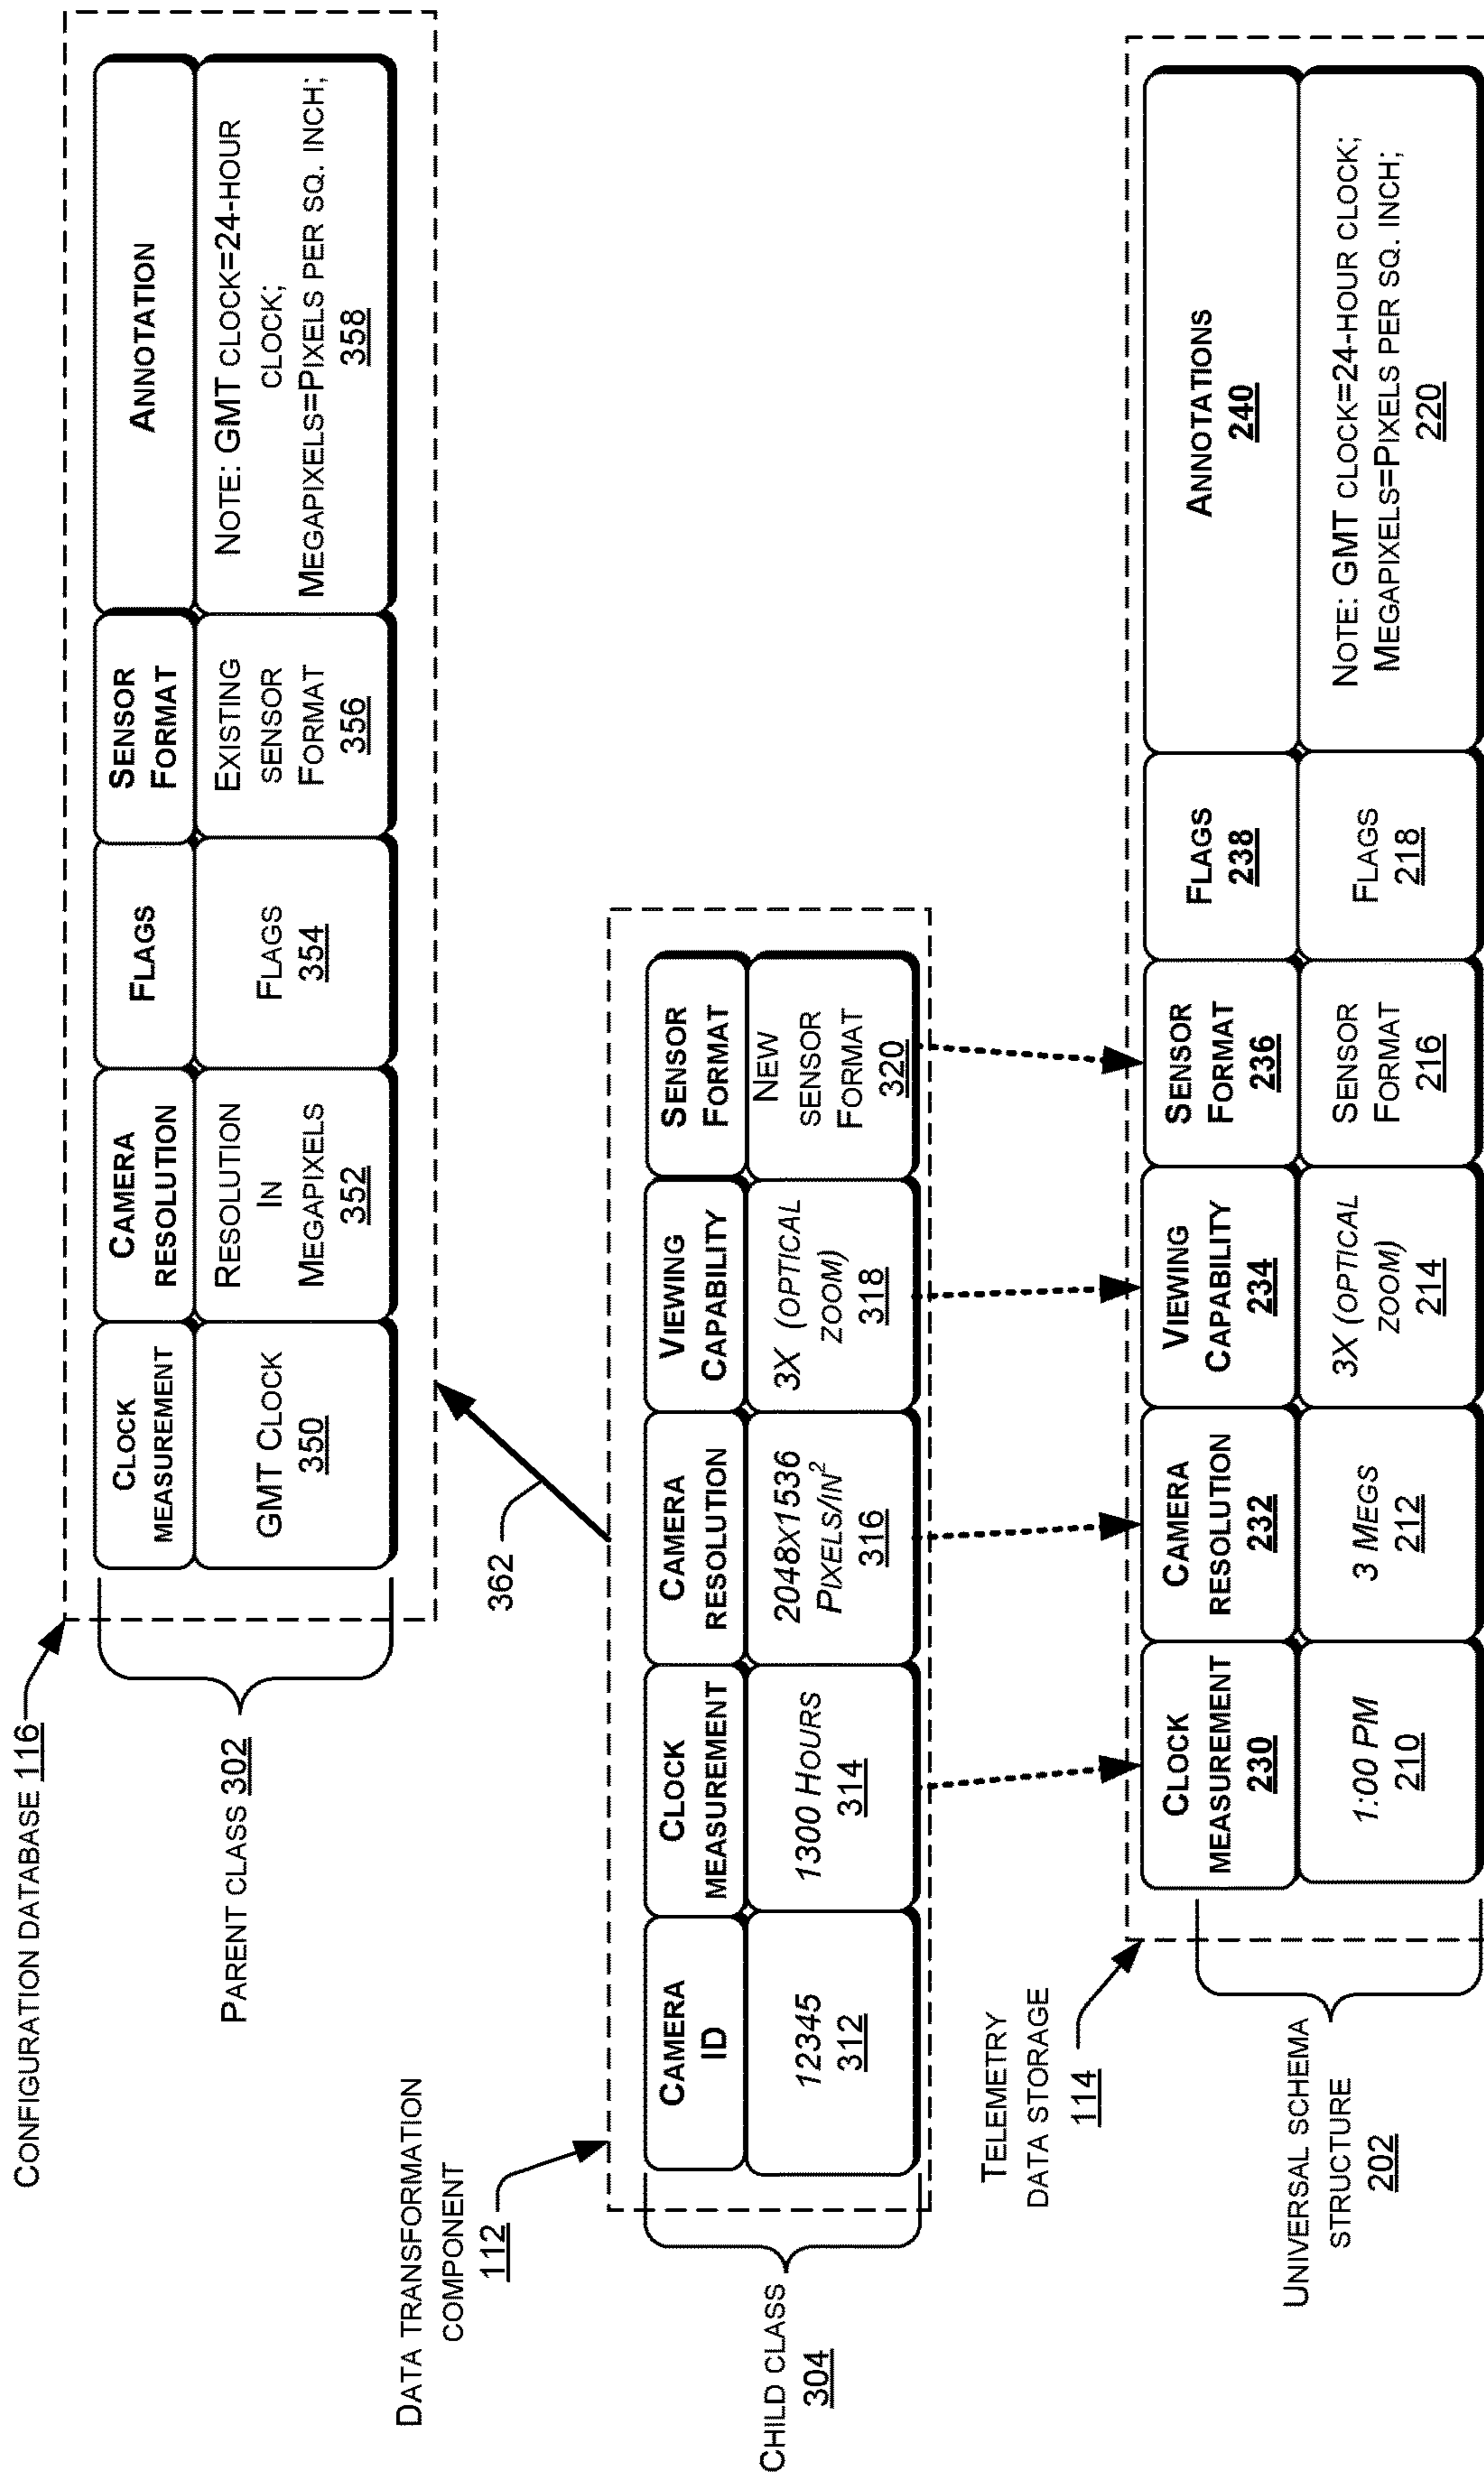 CONFIGURATION DATABASE 116
PARENT CLASS 302
CLOCK
MEASUREMENT
CAMERA
RESOLUTION
FLAGS
SENSOR
FORMAT
ANNOTATION
GMT CLOCK
350
RESOLUTION
IN
MEGAPIXELS
352
FLAGS
354
EXISTING
SENSOR
FORMAT
356
NOTE: GMT CLOCK=24-HOUR
CLOCK;
MEGAPIXELS=PIXELS PER SQ. INCH;
358
362
DATA TRANSFORMATION
COMPONENT
112
CHILD CLASS
304
CAMERA
ID
CLOCK
MEASUREMENT
CAMERA
RESOLUTION
VIEWING
CAPABILITY
SENSOR
FORMAT
12345
312
1300 HOURS
314
2048X1536
PIXELS/IN²
316
3X (OPTICAL
ZOOM)
318
NEW
SENSOR
FORMAT
320
TELEMETRY
DATA STORAGE
114
UNIVERSAL SCHEMA
STRUCTURE
202
CLOCK
MEASUREMENT
230
CAMERA
RESOLUTION
232
VIEWING
CAPABILITY
234
SENSOR
FORMAT
236
FLAGS
238
ANNOTATIONS
240
1:00 PM
210
3 MEGS
212
3X (OPTICAL
ZOOM)
214
SENSOR
FORMAT
216
FLAGS
218
NOTE: GMT CLOCK=24-HOUR CLOCK;
MEGAPIXELS=PIXELS PER SQ. INCH;
220